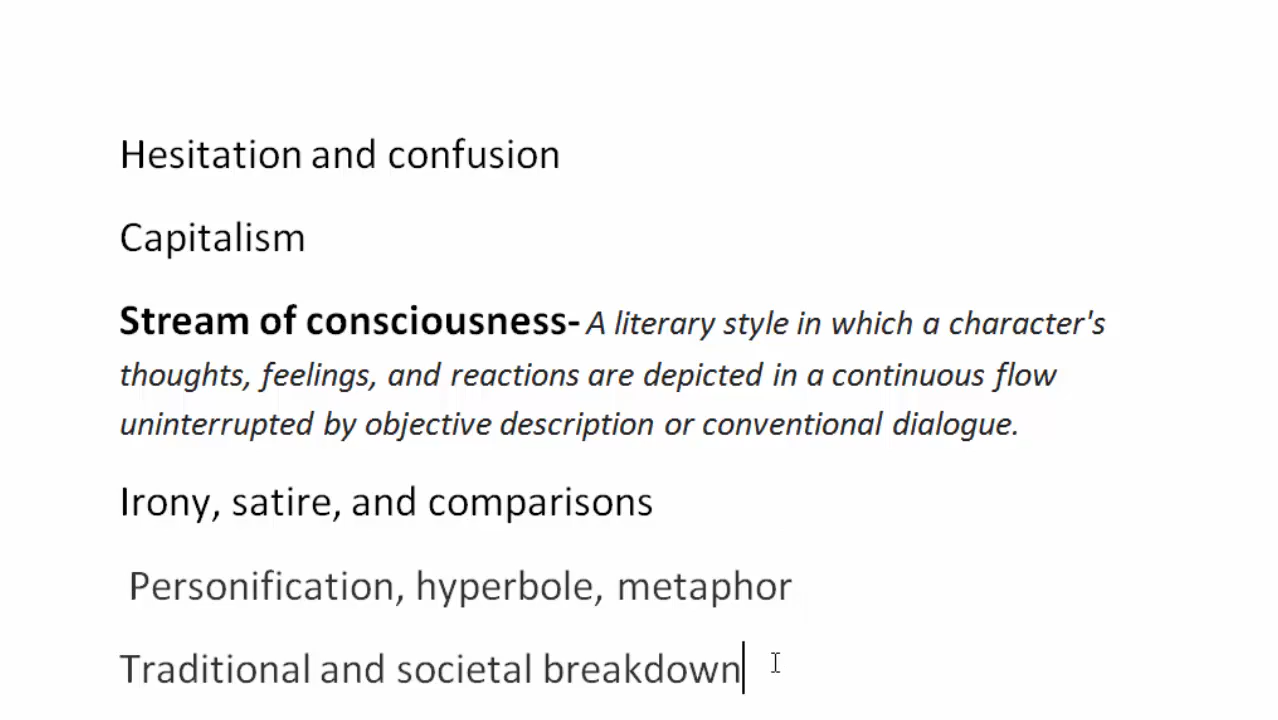 Hesitation and confusion
Capitalism
Stream of consciousness- A literary style in which a character's
thoughts, feelings, and reactions are depicted in a continuous flow
uninterrupted by objective description or conventional dialogue.
Irony, satire, and comparisons
Personification, hyperbole, metaphor
Traditional and societal breakdown